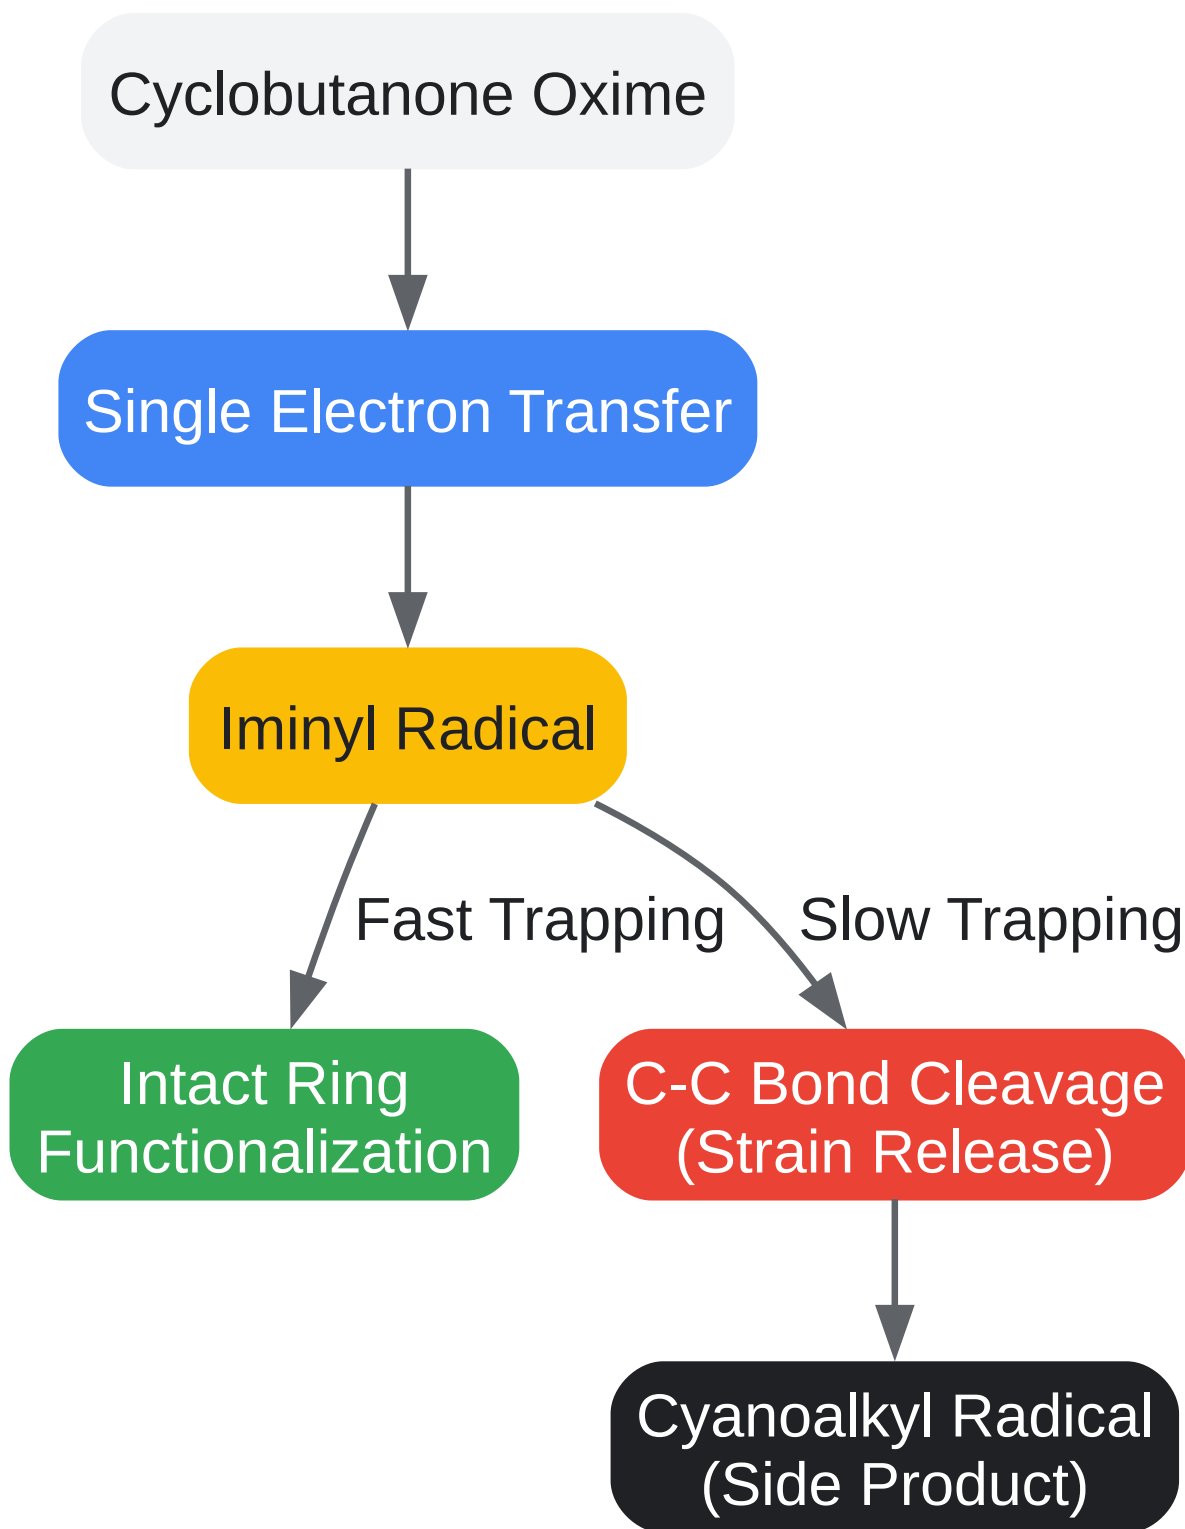 Cyclobutanone Oxime
Single Electron Transfer
Iminyl Radical
Fast Trapping
Slow Trapping
Intact Ring
Functionalization
C-C Bond Cleavage
(Strain Release)
Cyanoalkyl Radical
(Side Product)